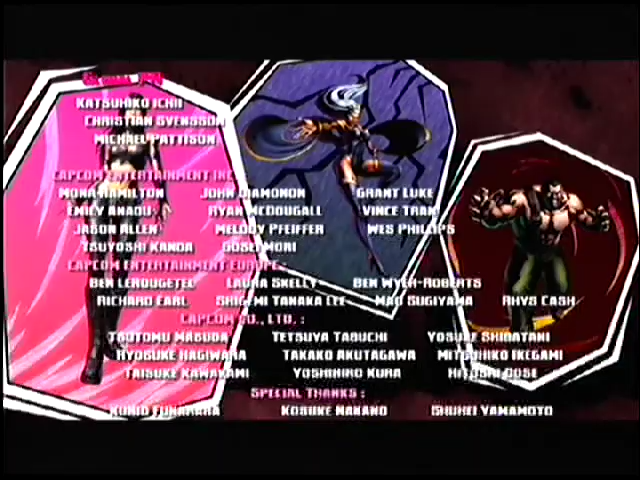 Katsuhiko Ichii
Christian Svensson
Michael Pattison
Capcom Entertainment Inc.
Mona Hamilton John Diamonon Grant Luke
Emily Anadu Ryan McDougall Vince Tran
Jason Allen Melody Pfeiffer Wes Phillips
Tsuyoshi Kanda Gosei Mori
Capcom Entertainment Europe:
Ben LeRougetel Laura Skelly Ben Wyer-Roberts
Richard Earl Shigemi Tanaka Lee Mao Sugiyama Rhys Cash
Capcom Co., Ltd. :
Tsutomu Masuda Tetsuya Tabuchi Yosuke Shibatani
Ryosuke Hagiwara Takako Akutagawa Mitsuhiko Ikegami
Taisuke Kawakami Yoshihiro Kura Hitoshi Dose
Special Thanks :
Kunio Funahara Kosuke Nakano Shuhei Yamamoto